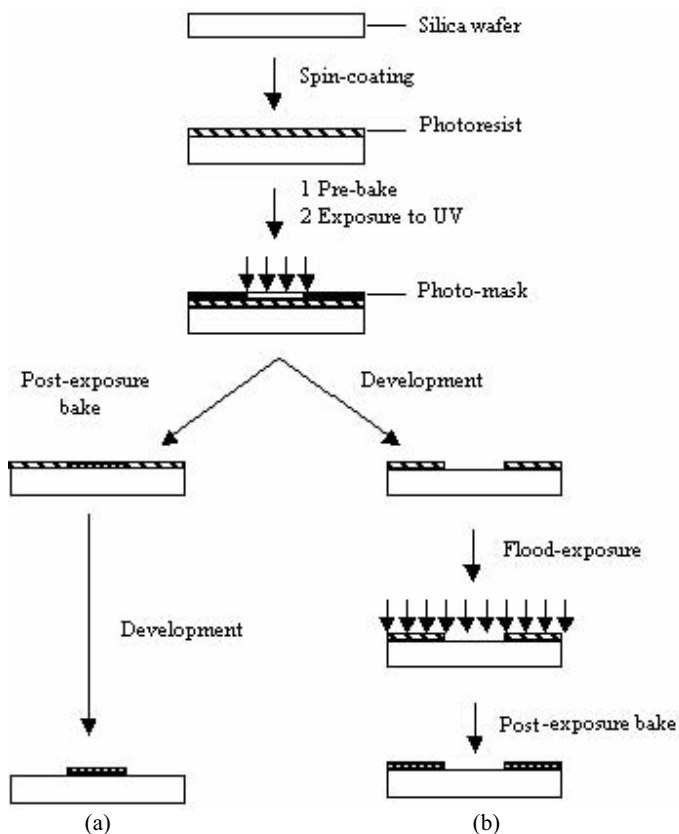 Silica wafer
Spin-coating
Photoresist
1 Pre-bake
2 Exposure to UV
Photo-mask
Post-exposure
bake
Development
Flood-exposure
Development
Post-exposure bake
(a)
(b)